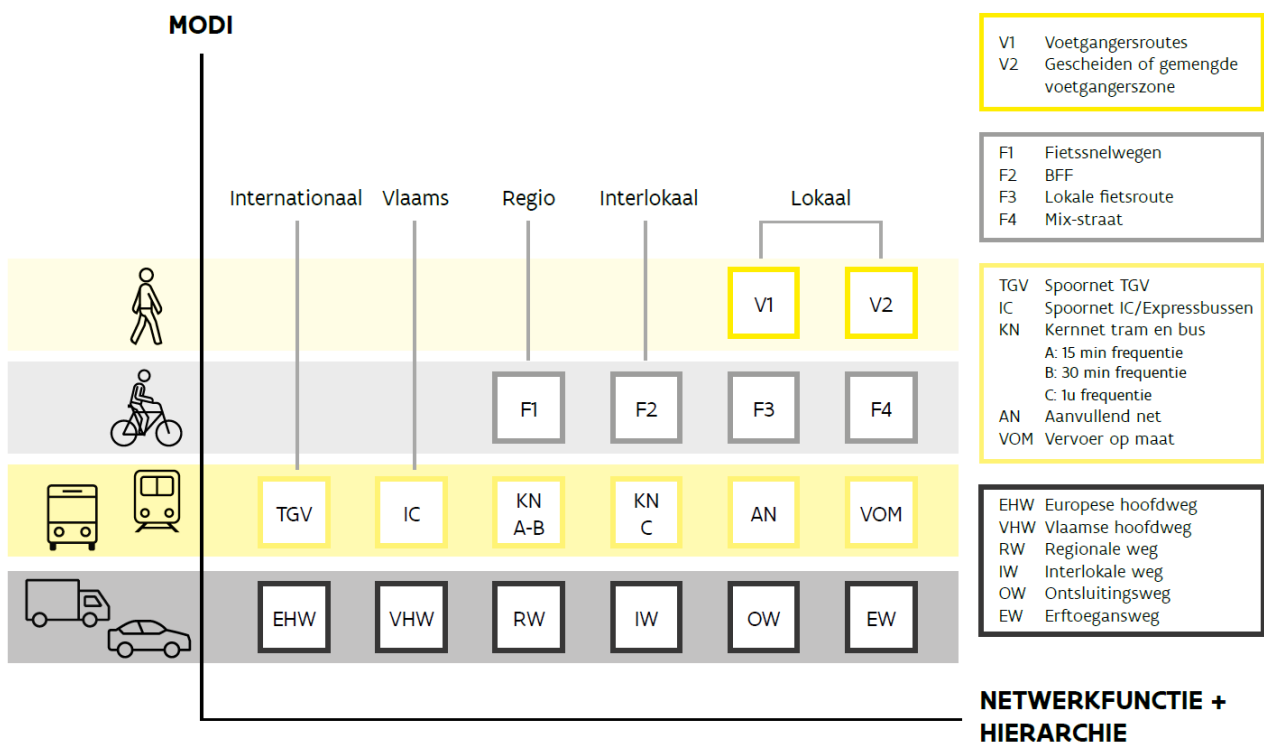 MODI
Internationaal Vlaams Regio Interlokaal Lokaal
V1 V2
F1 F2 F3 F4
TGV IC KN A-B KN C AN VOM
EHW VHW RW IW OW EW
NETWERKFUNCTIE +
HIERARCHIE
V1 Voetgangersroutes
V2 Gescheiden of gemengde
voetgangerszone
F1 Fietssnelwegen
F2 BFF
F3 Lokale fietsroute
F4 Mix-straat
TGV Spoornet TGV
IC Spoornet IC/Expressbussen
KN Kernnet tram en bus
A: 15 min frequentie
B: 30 min frequentie
C: 1u frequentie
AN Aanvullend net
VOM Vervoer op maat
EHW Europese hoofdweg
VHW Vlaamse hoofdweg
RW Regionale weg
IW Interlokale weg
OW Ontsluitingsweg
EW Erftoegansweg